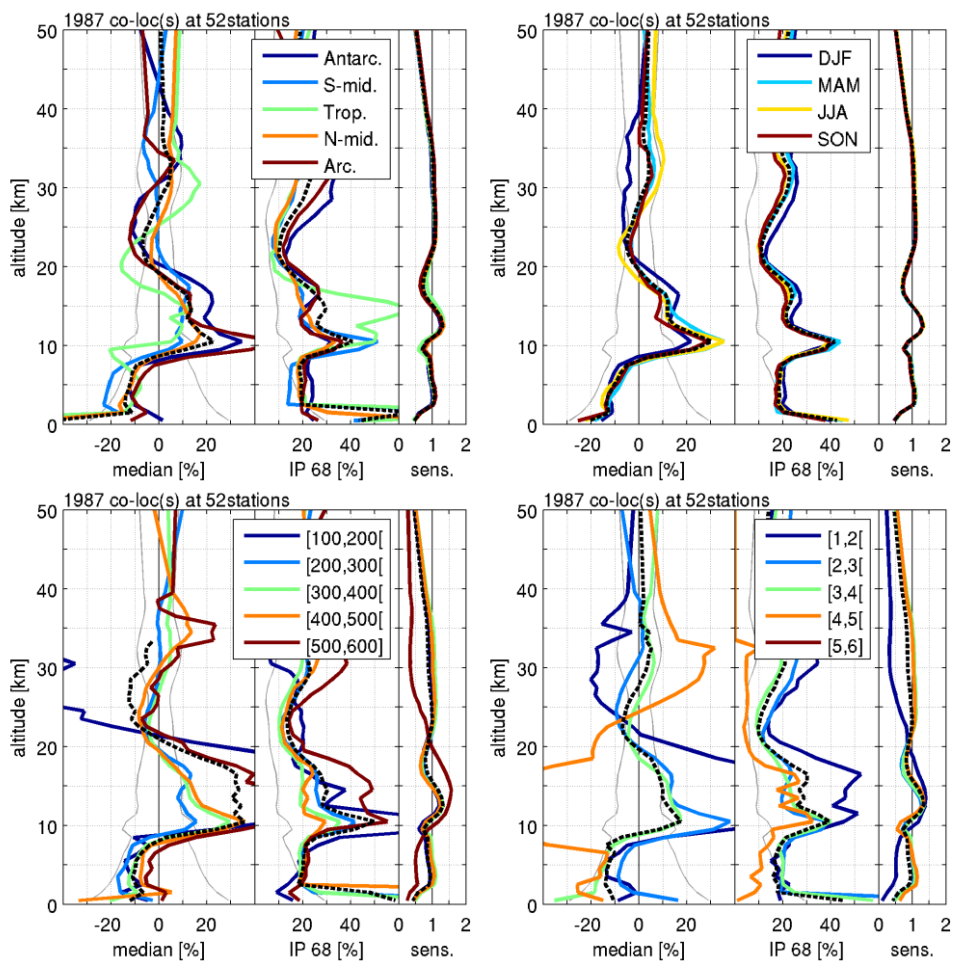 1987 co-loc(s) at 52stations
50
40
30
20
10
0
altitude [km]
Antarc.
S-mid.
Trop.
N-mid.
Arc.
-20 0 20
20 40 60 0 1 2
median [%]
IP 68 [%]
sens.
1987 co-loc(s) at 52stations
50
40
30
20
10
0
altitude [km]
DJF
MAM
JJA
SON
-20 0 20
20 40 60 0 1 2
median [%]
IP 68 [%]
sens.
1987 co-loc(s) at 52stations
50
40
30
20
10
0
altitude [km]
[100,200[
[200,300[
[300,400[
[400,500[
[500,600]
-20 0 20
20 40 60 0 1 2
median [%]
IP 68 [%]
sens.
1987 co-loc(s) at 52stations
50
40
30
20
10
0
altitude [km]
[1,2[
[2,3[
[3,4[
[4,5[
[5,6]
-20 0 20
20 40 60 0 1 2
median [%]
IP 68 [%]
sens.